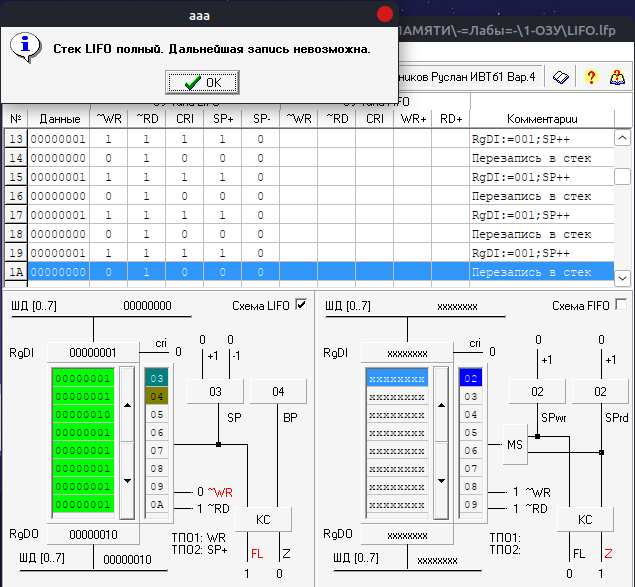 aaa
ПАМЯТИ\-=Лабы=-\1-ОЗУ\LIFO.lfp
Стек LIFO полный. Дальнейшая запись невозможна.
OK
ников Руслан ИВТ61 Вар.4
№ Данные ~WR ~RD CRI SP+ SP- ~WR ~RD CRI WR+ RD+ Комментарии
13 00000001 1 1 1 1 0 RgDI:=001;SP++
14 00000000 0 1 0 0 0 Перезапись в стек
15 00000001 1 1 1 1 0 RgDI:=001;SP++
16 00000000 0 1 0 0 0 Перезапись в стек
17 00000001 1 1 1 1 0 RgDI:=001;SP++
18 00000000 0 1 0 0 0 Перезапись в стек
19 00000001 1 1 1 1 0 RgDI:=001;SP++
1A 00000000 0 1 0 0 0 Перезапись в стек
ШД [0..7] 00000000 Схема LIFO
RgDI 00000001 cri 0 0 0
+1 -1
00000001 03 03 04
00000001 04 SP BP
00000010 05
00000001 06
00000001 07
00000001 08
00000001 09 0 ~WR
00000001 0A 1 ~RD
КС
RgDO 00000010 ТПО1: WR
ТПО2: SP+ FL Z
ШД [0..7] 00000010
1 0
ШД [0..7] xxxxxxxx Схема FIFO
RgDI xxxxxxxx cri 0 0 0
+1 +1
xxxxxxxx 02 02 02
xxxxxxxx 03 SPwr SPrd
xxxxxxxx 04
xxxxxxxx 05 MS
xxxxxxxx 06
xxxxxxxx 07
xxxxxxxx 08 1 ~WR
xxxxxxxx 09 1 ~RD
КС
RgDO xxxxxxxx ТПО1:
ТПО2: FL Z
ШД [0..7] xxxxxxxx
0 0